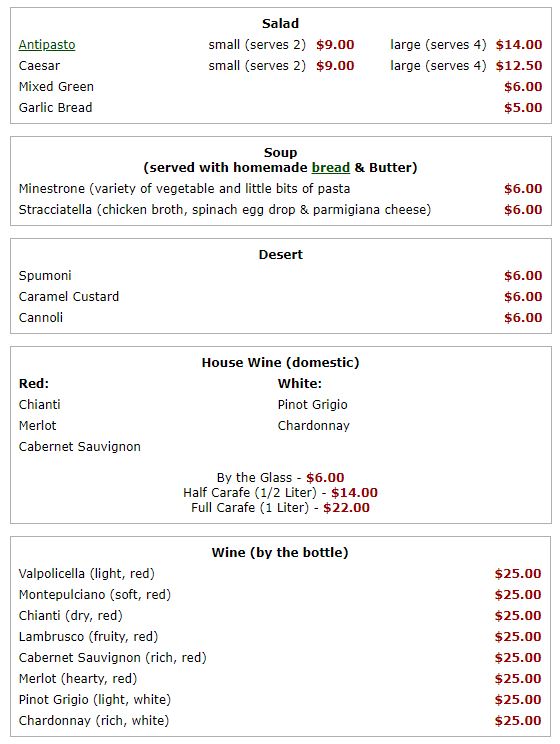 Salad
Antipasto small (serves 2) $9.00 large (serves 4) $14.00
Caesar small (serves 2) $9.00 large (serves 4) $12.50
Mixed Green $6.00
Garlic Bread $5.00
Soup
(served with homemade bread & Butter)
Minestrone (variety of vegetable and little bits of pasta $6.00
Stracciatella (chicken broth, spinach egg drop & parmigiana cheese) $6.00
Desert
Spumoni $6.00
Caramel Custard $6.00
Cannoli $6.00
House Wine (domestic)
Red: White:
Chianti Pinot Grigio
Merlot Chardonnay
Cabernet Sauvignon
By the Glass - $6.00
Half Carafe (1/2 Liter) - $14.00
Full Carafe (1 Liter) - $22.00
Wine (by the bottle)
Valpolicella (light, red) $25.00
Montepulciano (soft, red) $25.00
Chianti (dry, red) $25.00
Lambrusco (fruity, red) $25.00
Cabernet Sauvignon (rich, red) $25.00
Merlot (hearty, red) $25.00
Pinot Grigio (light, white) $25.00
Chardonnay (rich, white) $25.00